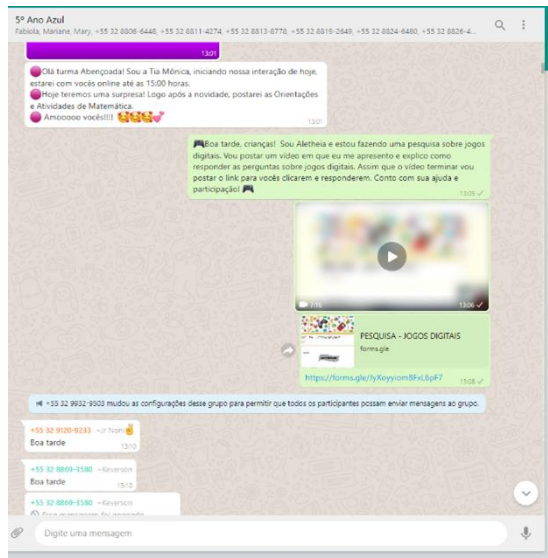 5º Ano Azul
Fabiola, Mariane, Mary, +55 32 8806-6448, +55 32 8811-4274, +55 32 8813-8778, +55 32 8819-2649, +55 32 8824-6480, +55 32 8826-4...
13:01
Olá turma Abençoada! Sou a Tia Mônica, iniciando nossa interação de hoje,
estarei com vocês online até as 15:00 horas.
Hoje teremos uma surpresa! Logo após a novidade, postarei as Orientações
e Atividades de Matemática.
Amooooo vocês!!!! 🥰🥰🥰💕
13:01
🎮Boa tarde, crianças! Sou Aletheia e estou fazendo uma pesquisa sobre jogos
digitais. Vou postar um vídeo em que eu me apresento e explico como
responder as perguntas sobre jogos digitais. Assim que o vídeo terminar vou
postar o link para vocês clicarem e responderem. Conto com sua ajuda e
participação! 🎮
13:05
2:16
13:06
PESQUISA - JOGOS DIGITAIS
forms.gle
https://forms.gle/JyXoyyiom8FxL6pF7
13:08
+55 32 9932-9503 mudou as configurações desse grupo para permitir que todos os participantes possam enviar mensagens ao grupo.
+55 32 9120-9233
Boa tarde
13:10
+55 32 8869-3580 ~Keverson
Boa tarde
13:13
+55 32 8869-3580 ~Keverson
Digite uma mensagem